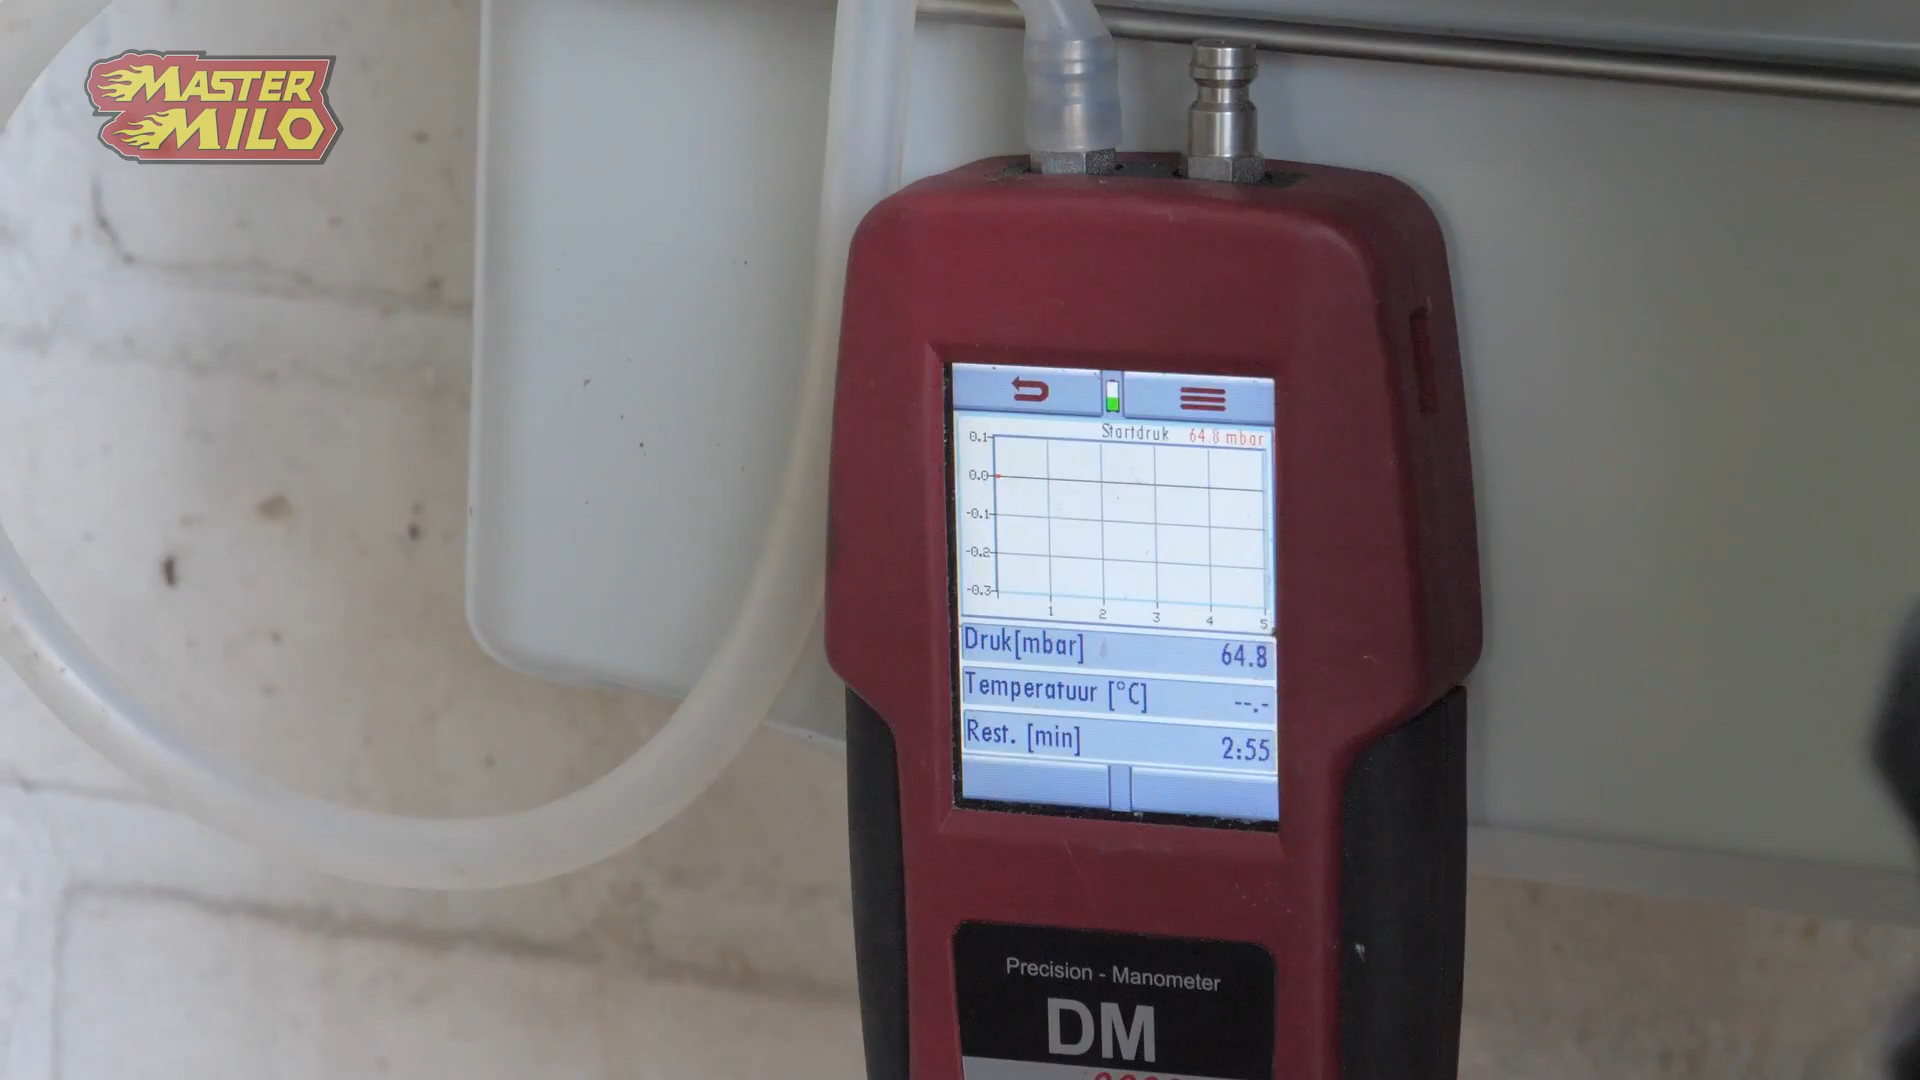 MASTER
MILO
Startdruk 64.8 mbar
0.1
0.0
-0.1
-0.2
-0.3
1 2 3 4 5
Druk[mbar] 64.8
Temperatuur [°C] --.-
Rest. [min] 2:55
Precision - Manometer
DM